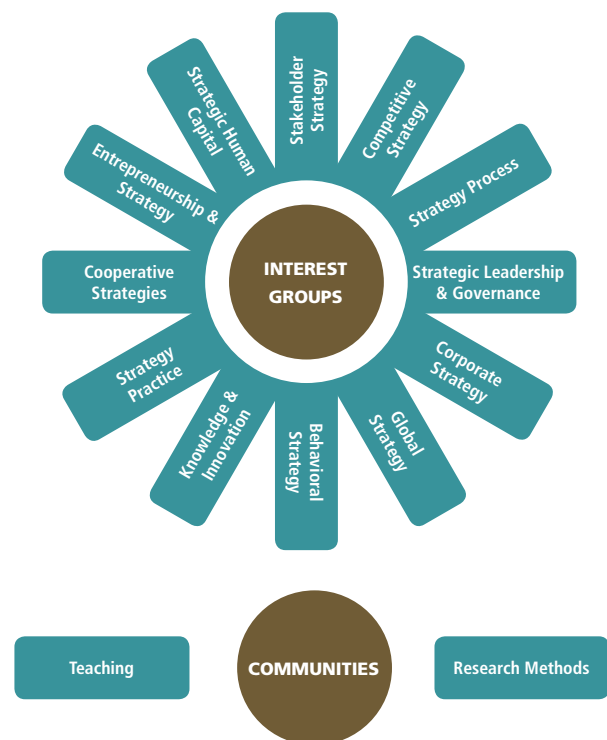 Stakeholder
Strategy
Competitive
Strategy
Strategy Process
Strategic Leadership
& Governance
Corporate
Strategy
Global
Strategy
Behavioral
Strategy
Knowledge &
Innovation
Strategy
Practice
Cooperative
Strategies
Entrepreneurship &
Strategy
Strategic Human
Capital
INTEREST
GROUPS
Teaching
COMMUNITIES
Research Methods